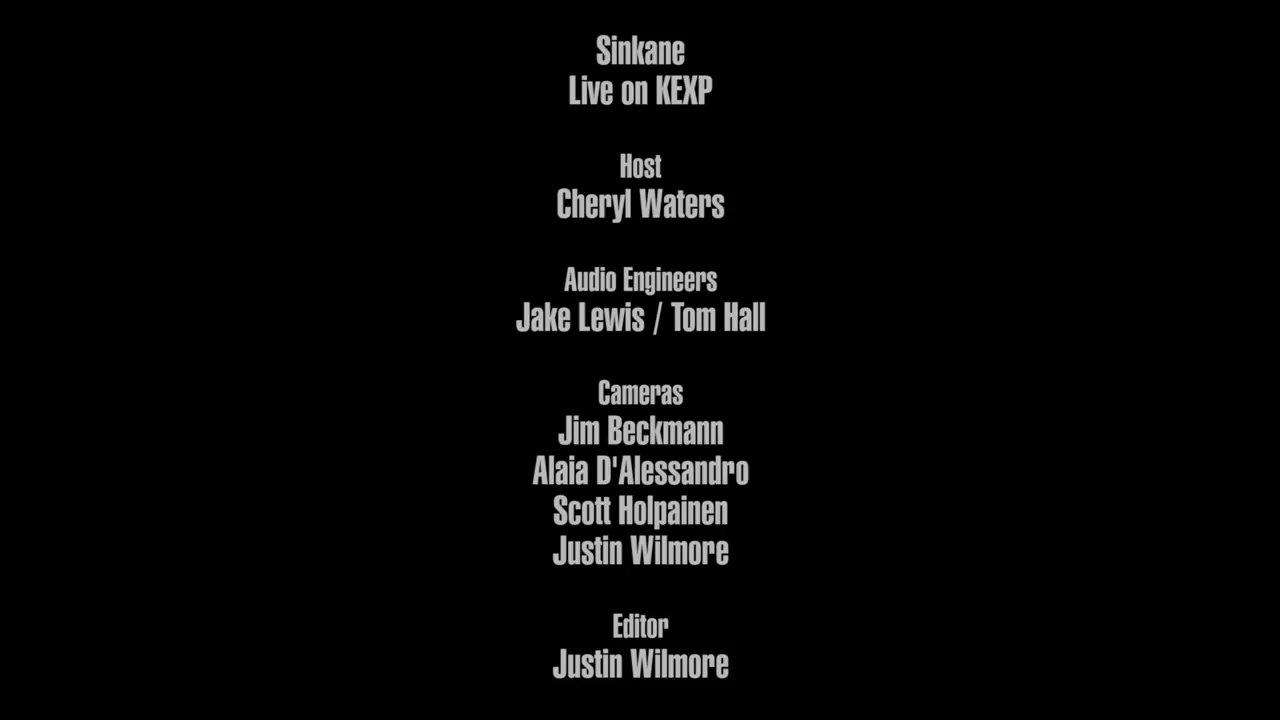 Sinkane
Live on KEXP
Host
Cheryl Waters
Audio Engineers
Jake Lewis / Tom Hall
Cameras
Jim Beckmann
Alaia D'Alessandro
Scott Holpainen
Justin Wilmore
Editor
Justin Wilmore